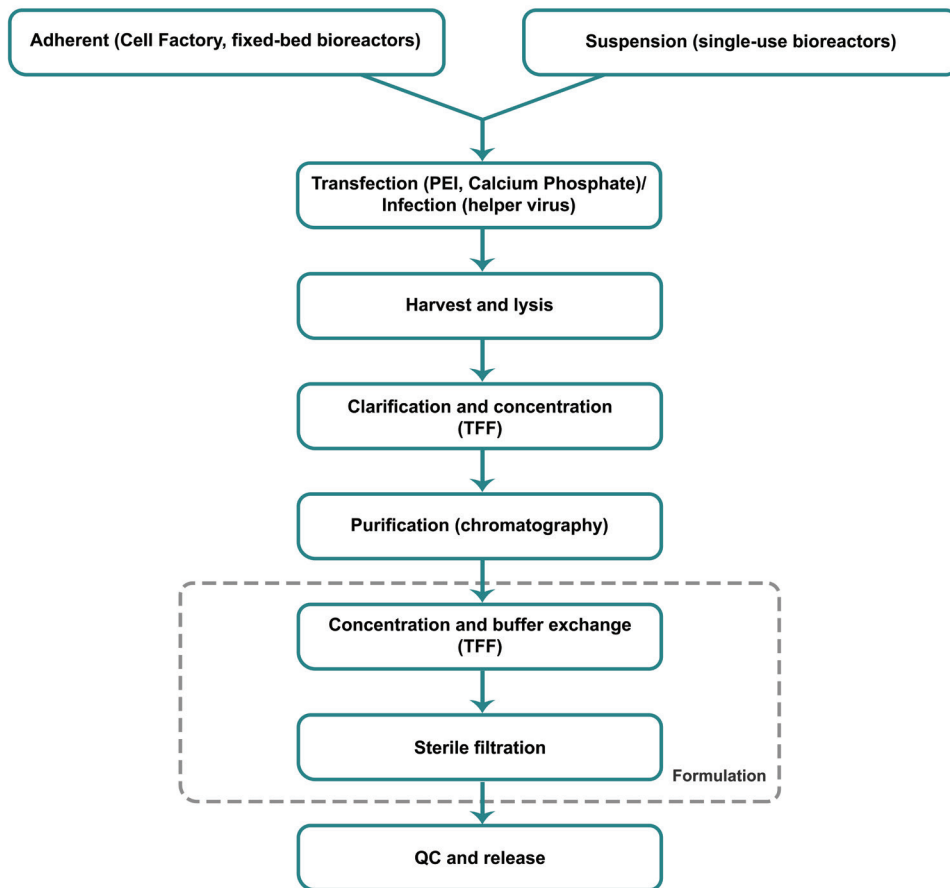 Adherent (Cell Factory, fixed-bed bioreactors)
Suspension (single-use bioreactors)
Transfection (PEI, Calcium Phosphate)/
Infection (helper virus)
Harvest and lysis
Clarification and concentration
(TFF)
Purification (chromatography)
Concentration and buffer exchange
(TFF)
Sterile filtration
Formulation
QC and release